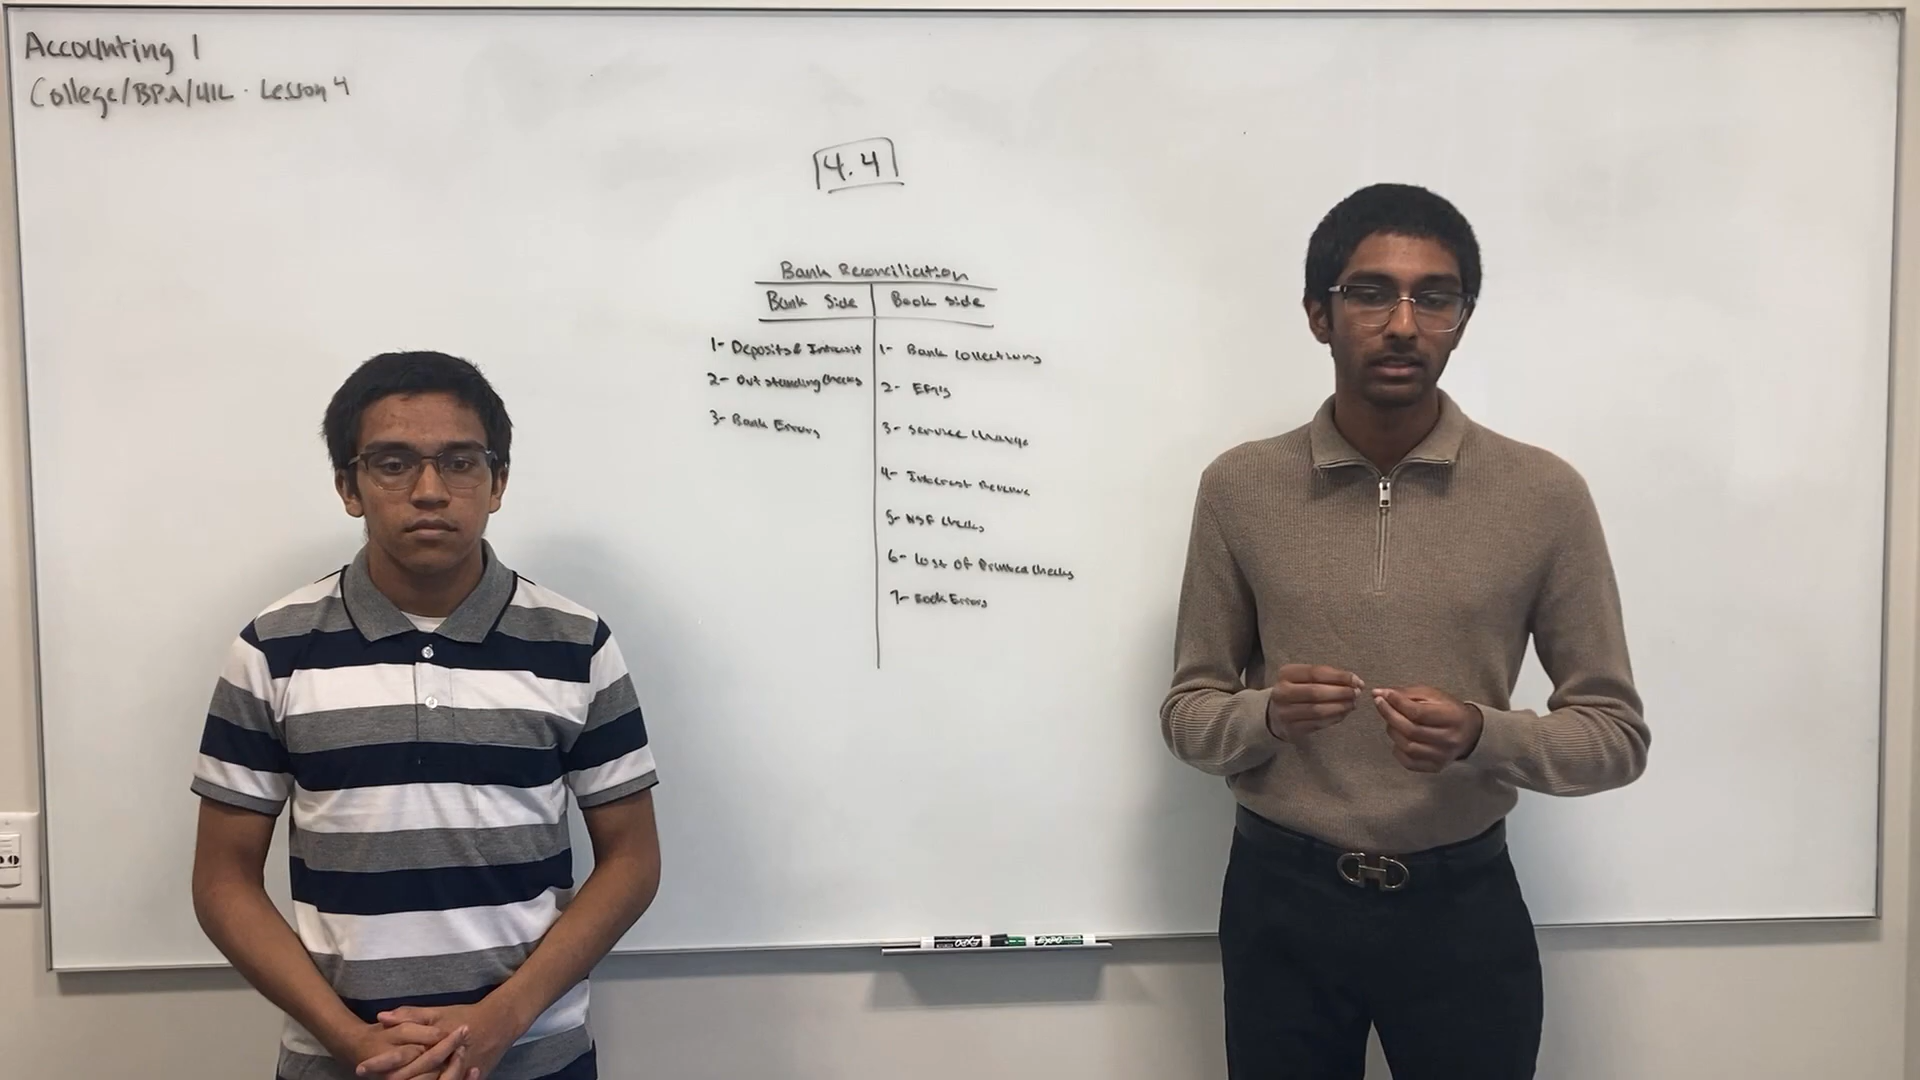 Accounting 1
College/BPA/UIL. Lesson 4
4.4
Bank Reconciliation
Bank Side
Book side
1- Deposits &
2- Outstanding Checks
3- Bank Errors
1- Bank Collections
2- EFT's
3- Service Charge
4- Interest Revenue
5- NSF Checks
6- Cost of Printed Checks
7- Book Errors
EXPO
EXPO